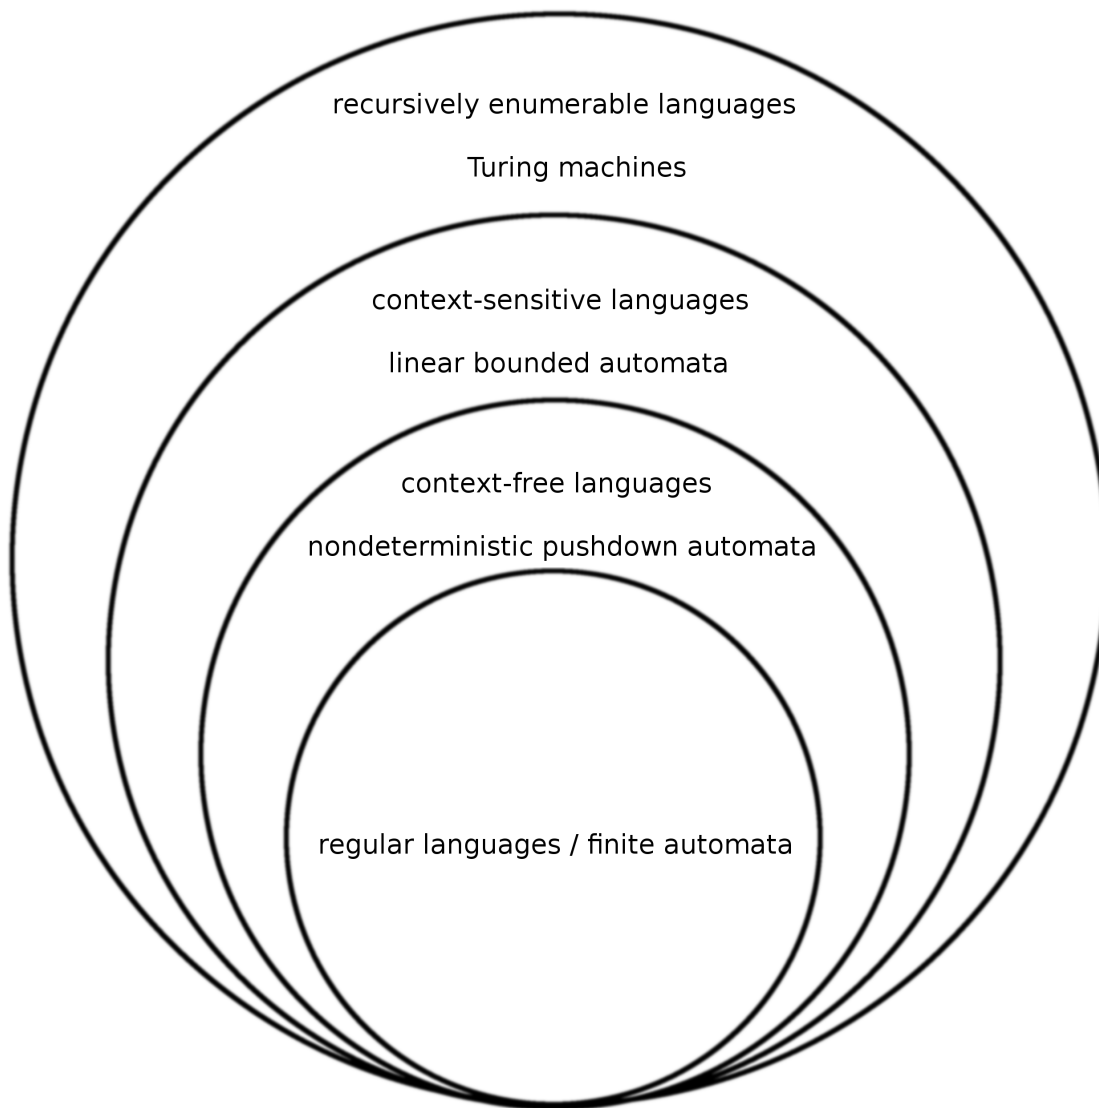 recursively enumerable languages
Turing machines
context-sensitive languages
linear bounded automata
context-free languages
nondeterministic pushdown automata
regular languages / finite automata